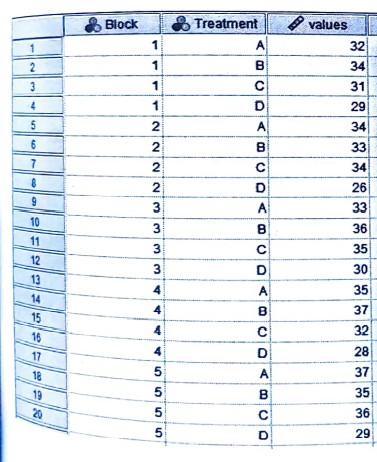 Block Treatment values
1 1 A 32
2 1 B 34
3 1 C 31
4 1 D 29
5 2 A 34
6 2 B 33
7 2 C 34
8 2 D 26
9 3 A 33
10 3 B 36
11 3 C 35
12 3 D 30
13 4 A 35
14 4 B 37
15 4 C 32
16 4 D 28
17 5 A 37
18 5 B 35
19 5 C 36
20 5 D 29